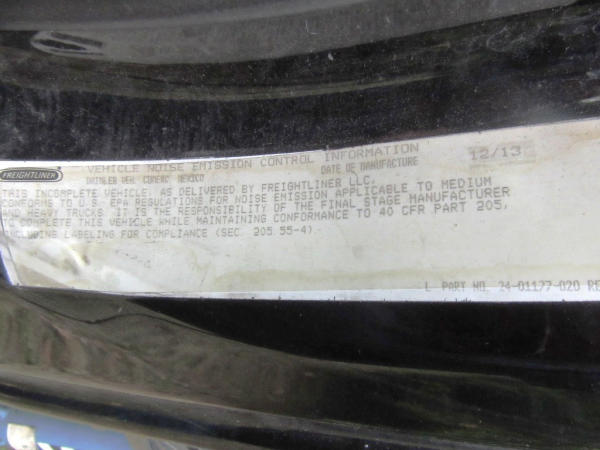 FREIGHTLINER
VEHICLE NOISE EMISSION CONTROL INFORMATION 12/13
DAIMLER VEH. MEXICO DATE OF MANUFACTURE
THIS INCOMPLETE VEHICLE, AS DELIVERED BY FREIGHTLINER LLC,
CONFORMS TO U.S. EPA REGULATIONS FOR NOISE EMISSION APPLICABLE TO MEDIUM
AND HEAVY TRUCKS. IT IS THE RESPONSIBILITY OF THE FINAL STAGE MANUFACTURER
TO COMPLETE THIS VEHICLE WHILE MAINTAINING CONFORMANCE TO 40 CFR PART 205,
INCLUDING LABELING FOR COMPLIANCE (SEC. 205.55-4).
PART NO. 24-01177-020